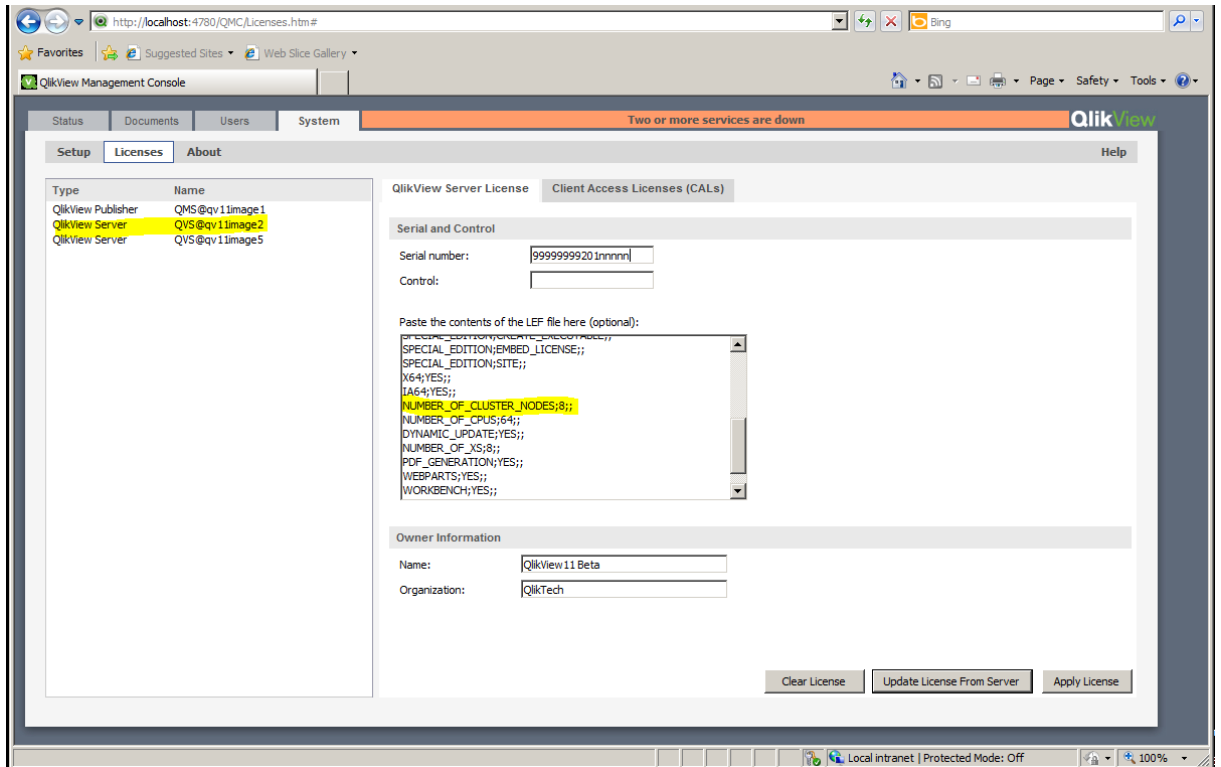 http://localhost:4780/QMC/Licenses.htm#
Bing
Favorites Suggested Sites Web Slice Gallery
QlikView Management Console
Page Safety Tools
Status Documents Users System Two or more services are down QlikView
Setup Licenses About Help
Type Name
QlikView Publisher QMS@qv11image1
QlikView Server QVS@qv11image2
QlikView Server QVS@qv11image5
QlikView Server License Client Access Licenses (CALs)
Serial and Control
Serial number: 99999999201nnnnn
Control:
Paste the contents of the LEF file here (optional):
SPECIAL_EDITION;CREATE_EXECUTABLE;;
SPECIAL_EDITION;EMBED_LICENSE;;
SPECIAL_EDITION;SITE;;
X64;YES;;
IA64;YES;;
NUMBER_OF_CLUSTER_NODES;8;;
NUMBER_OF_CPUS;64;;
DYNAMIC_UPDATE;YES;;
NUMBER_OF_XS;8;;
PDF_GENERATION;YES;;
WEBPARTS;YES;;
WORKBENCH;YES;;
Owner Information
Name: QlikView11 Beta
Organization: QlikTech
Clear License Update License From Server Apply License
Local intranet | Protected Mode: Off 100%